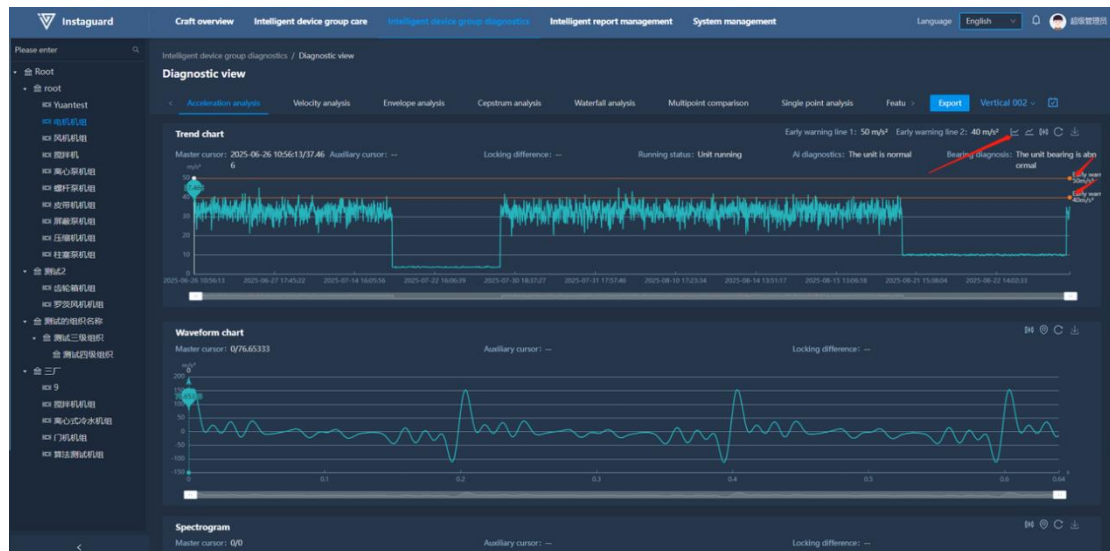 Instaguard
Craft overview Intelligent device group care Intelligent device group diagnostics Intelligent report management System management Language English 超级管理员
Please enter
Root
root
Yuantest
电机机组
风机机组
搅拌机
离心泵机组
螺杆泵机组
皮带机机组
屏蔽泵机组
压缩机机组
柱塞泵机组
测试2
齿轮箱机组
罗茨风机机组
测试的组织名称
测试三级组织
测试四级组织
三厂
9
搅拌机机组
离心式冷水机组
门机机组
算法测试机组
Intelligent device group diagnostics / Diagnostic view
Diagnostic view
< Acceleration analysis Velocity analysis Envelope analysis Cepstrum analysis Waterfall analysis Multipoint comparison Single point analysis Featu > Export Vertical 002
Trend chart Early warning line 1: 50 m/s² Early warning line 2: 40 m/s²
Master cursor: 2025-06-26 10:56:13/37.46 Auxiliary cursor: -- Locking difference: -- Running status: Unit running Ai diagnostics: The unit is normal Bearing diagnosis: The unit bearing is abn
6 ormal
m/s²
50
Early warr
50m/s²
40
Early warr
40m/s²
30
20
10
0
2025-06-26 10:56:13 2025-06-27 17:45:22 2025-07-14 16:05:56 2025-07-22 16:06:39 2025-07-30 16:37:27 2025-07-31 17:57:46 2025-08-10 17:23:34 2025-08-14 13:51:17 2025-08-15 13:06:18 2025-08-21 15:38:04 2025-08-22 14:02:33
Waveform chart
Master cursor: 0/76.65333 Auxiliary cursor: -- Locking difference: --
m/s²
0
200
150
100
50
0
-50
-100
-150
0 0.1 0.2 0.3 0.4 0.5 0.6 0.64
Spectrogram
Master cursor: 0/0 Auxiliary cursor: -- Locking difference: --
<